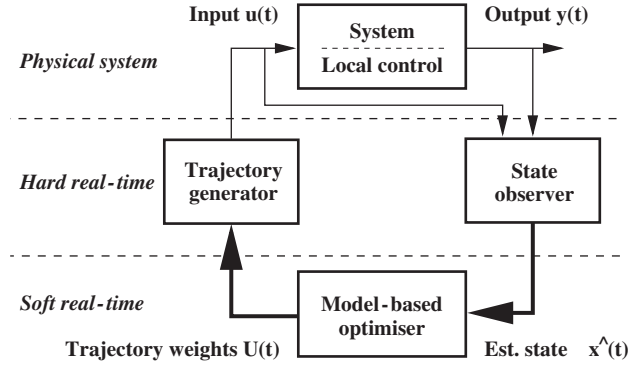 Input u(t)
Output y(t)
System
Local control
Physical system
Hard real-time
Trajectory
generator
State
observer
Soft real-time
Model-based
optimiser
Trajectory weights U(t)
Est. state x^(t)